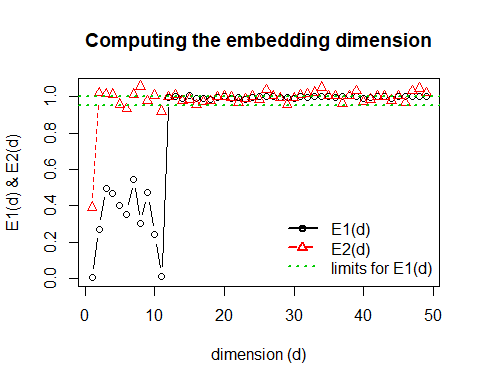 Computing the embedding dimension
E1(d) & E2(d)
1.0
0.8
0.6
0.4
0.2
0.0
E1(d)
E2(d)
limits for E1(d)
0 10 20 30 40 50
dimension (d)